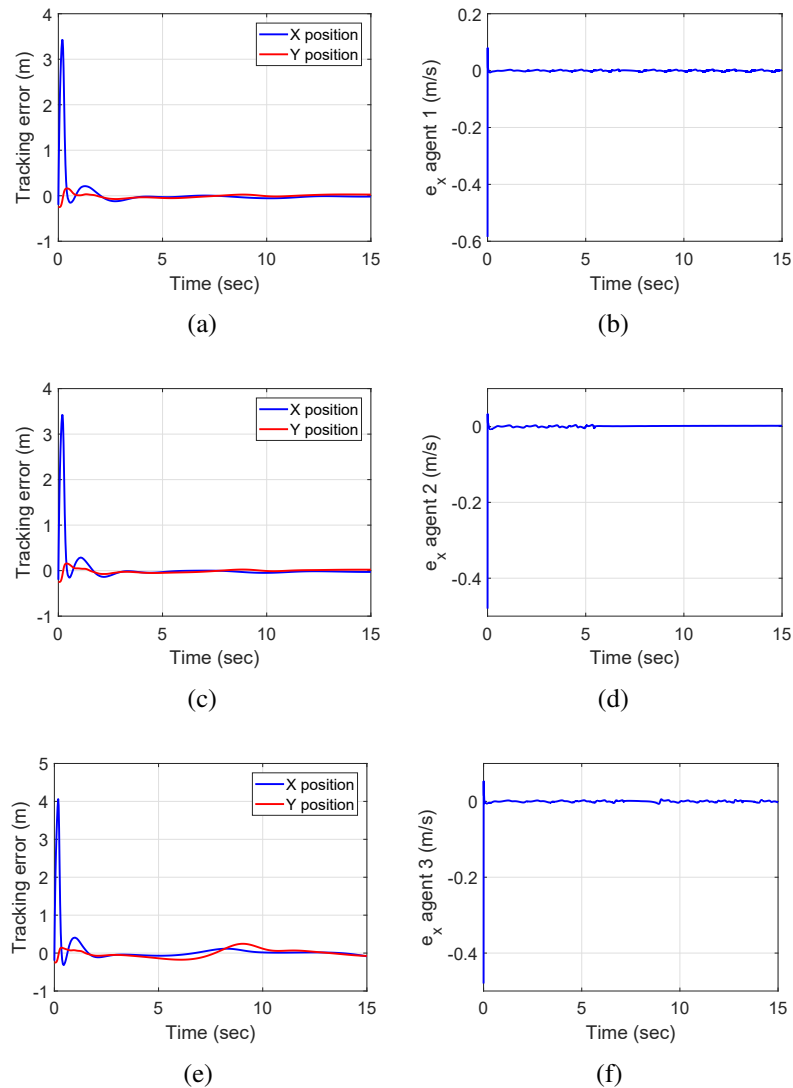 4
3
2
1
0
-1
Tracking error (m)
X position
Y position
0 5 10 15
Time (sec)
(a)
0.2
0
-0.2
-0.4
-0.6
e_x agent 1 (m/s)
0 5 10 15
Time (sec)
(b)
4
3
2
1
0
-1
Tracking error (m)
X position
Y position
0 5 10 15
Time (sec)
(c)
0
-0.2
-0.4
e_x agent 2 (m/s)
0 5 10 15
Time (sec)
(d)
5
4
3
2
1
0
-1
Tracking error (m)
X position
Y position
0 5 10 15
Time (sec)
(e)
0
-0.2
-0.4
e_x agent 3 (m/s)
0 5 10 15
Time (sec)
(f)